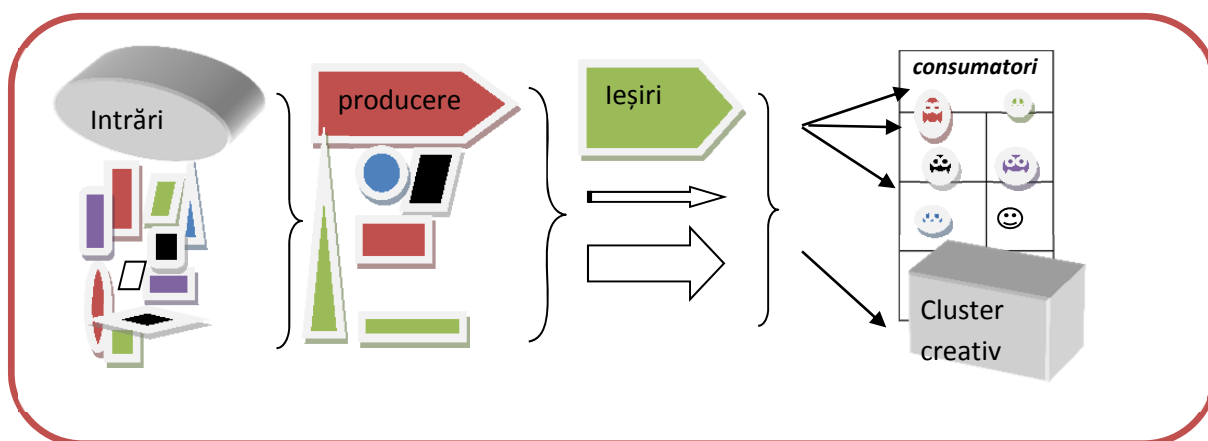 Intrări
producere
Ieșiri
consumatori
Cluster
creativ